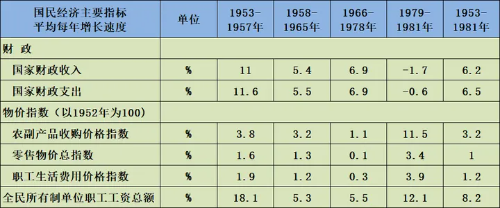 国民经济主要指标 平均每年增长速度 单位 1953-1957年 1958-1965年 1966-1978年 1979-1981年 1953-1981年
财 政
国家财政收入 % 11 5.4 6.9 -1.7 6.2
国家财政支出 % 11.6 5.5 6.9 -0.6 6.5
物价指数（以1952年为100）
农副产品收购价格指数 % 3.8 3.2 1.1 11.5 3.2
零售物价总指数 % 1.6 1.3 0.1 3.4 1
职工生活费用价格指数 % 1.9 1.2 0.3 3.9 1.2
全民所有制单位职工工资总额 % 18.1 5.3 5.5 12.1 8.2